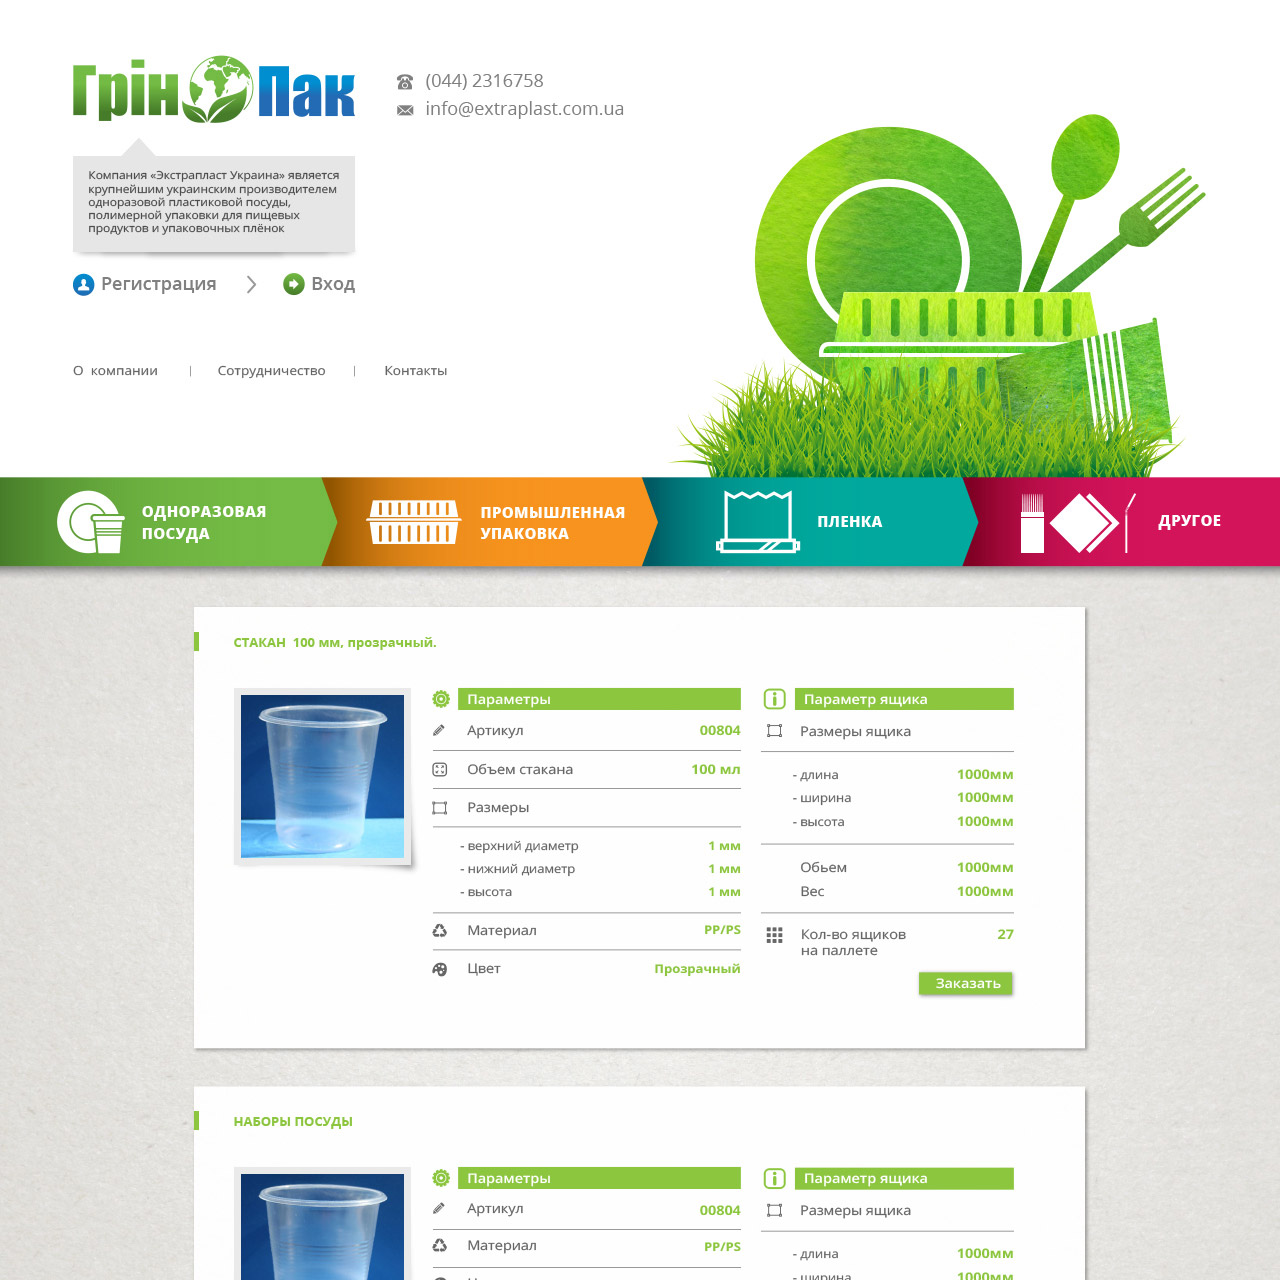 Грін Пак
(044) 2316758
info@extraplast.com.ua
Компания «Экстрапласт Украина» является
крупнейшим украинским производителем
одноразовой пластиковой посуды,
полимерной упаковки для пищевых
продуктов и упаковочных плёнок
Регистрация
Вход
О компании
Сотрудничество
Контакты
ОДНОРАЗОВАЯ
ПОСУДА
ПРОМЫШЛЕННАЯ
УПАКОВКА
ПЛЕНКА
ДРУГОЕ
СТАКАН 100 мм, прозрачный.
Параметры
Артикул 00804
Объем стакана 100 мл
Размеры
- верхний диаметр 1 мм
- нижний диаметр 1 мм
- высота 1 мм
Материал PP/PS
Цвет Прозрачный
Параметр ящика
Размеры ящика
- длина 1000мм
- ширина 1000мм
- высота 1000мм
Обьем 1000мм
Вес 1000мм
Кол-во ящиков 27
на паллете
Заказать
НАБОРЫ ПОСУДЫ
Параметры
Артикул 00804
Материал PP/PS
Параметр ящика
Размеры ящика
- длина 1000мм
- ширина 1000мм